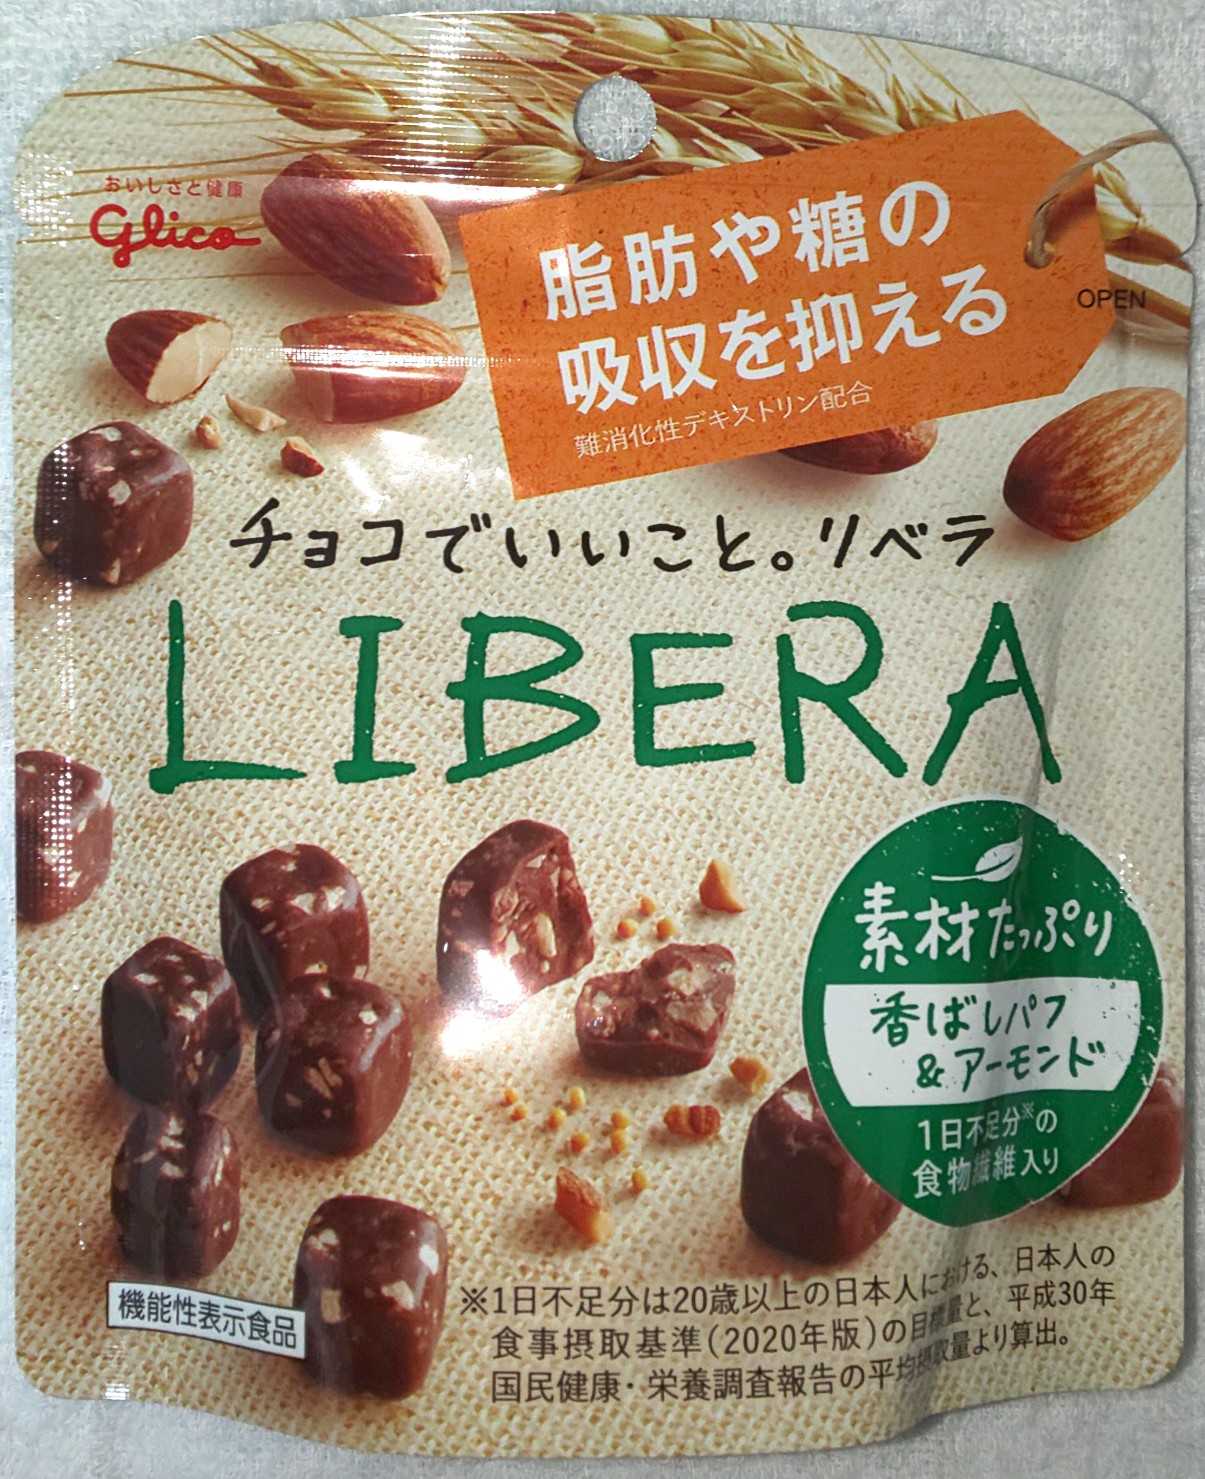 おいしさと健康
Glico
脂肪や糖の
吸収を抑える
難消化性デキストリン配合
OPEN
チョコでいいこと。リベラ
LIBERA
素材たっぷり
香ばしパフ
&アーモンド
1日不足分※の
食物繊維入り
機能性表示食品
※1日不足分は20歳以上の日本人における、日本人の
食事摂取基準(2020年版)の目標量と、平成30年
国民健康・栄養調査報告の平均摂取量より算出。